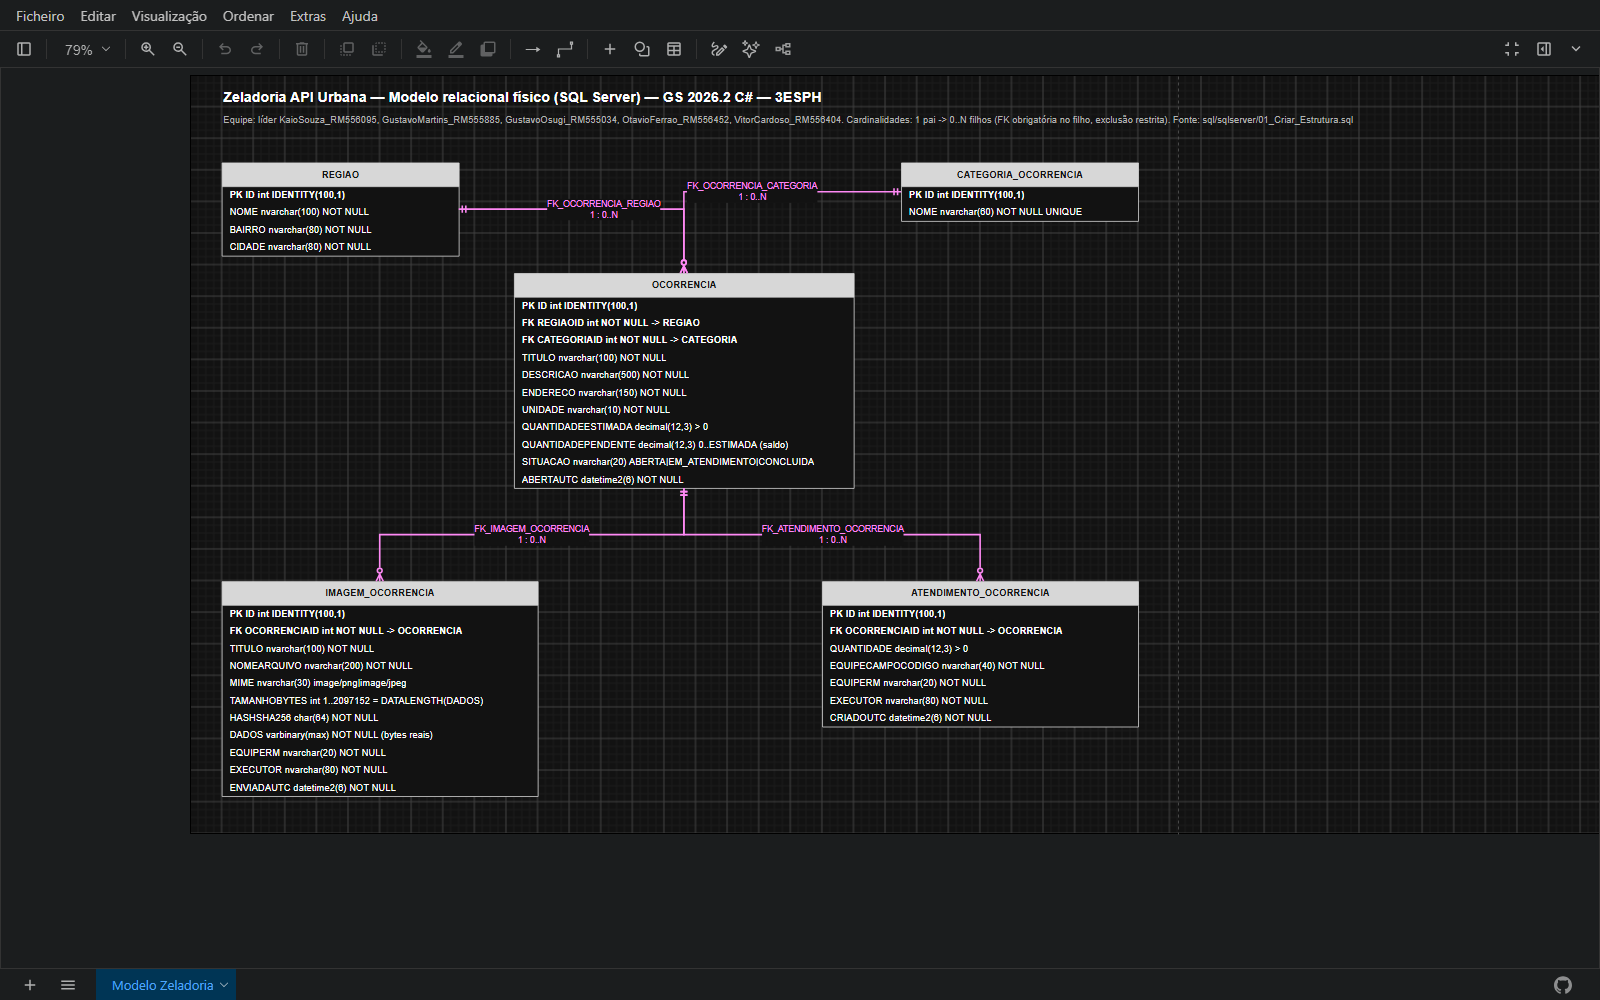 Ficheiro Editar Visualização Ordenar Extras Ajuda
79%
Zeladoria API Urbana — Modelo relacional físico (SQL Server) — GS 2026.2 C# — 3ESPH
Equipe: líder KaioSouza_RM556095, GustavoMartins_RM555885, GustavoOsugi_RM555034, OtavioFerrao_RM556452, VitorCardoso_RM556404. Cardinalidades: 1 pai -> 0..N filhos (FK obrigatória no filho, exclusão restrita). Fonte: sql/sqlserver/01_Criar_Estrutura.sql
REGIAO
PK ID int IDENTITY(100,1)
NOME nvarchar(100) NOT NULL
BAIRRO nvarchar(80) NOT NULL
CIDADE nvarchar(80) NOT NULL
FK_OCORRENCIA_REGIAO
1 : 0..N
FK_OCORRENCIA_CATEGORIA
1 : 0..N
CATEGORIA_OCORRENCIA
PK ID int IDENTITY(100,1)
NOME nvarchar(60) NOT NULL UNIQUE
OCORRENCIA
PK ID int IDENTITY(100,1)
FK REGIAOID int NOT NULL -> REGIAO
FK CATEGORIAID int NOT NULL -> CATEGORIA
TITULO nvarchar(100) NOT NULL
DESCRICAO nvarchar(500) NOT NULL
ENDERECO nvarchar(150) NOT NULL
UNIDADE nvarchar(10) NOT NULL
QUANTIDADEESTIMADA decimal(12,3) > 0
QUANTIDADEPENDENTE decimal(12,3) 0..ESTIMADA (saldo)
SITUACAO nvarchar(20) ABERTA|EM_ATENDIMENTO|CONCLUIDA
ABERTAUTC datetime2(6) NOT NULL
FK_IMAGEM_OCORRENCIA
1 : 0..N
FK_ATENDIMENTO_OCORRENCIA
1 : 0..N
IMAGEM_OCORRENCIA
PK ID int IDENTITY(100,1)
FK OCORRENCIAID int NOT NULL -> OCORRENCIA
TITULO nvarchar(100) NOT NULL
NOMEARQUIVO nvarchar(200) NOT NULL
MIME nvarchar(30) image/png|image/jpeg
TAMANHOBYTES int 1..2097152 = DATALENGTH(DADOS)
HASHSHA256 char(64) NOT NULL
DADOS varbinary(max) NOT NULL (bytes reais)
EQUIPERM nvarchar(20) NOT NULL
EXECUTOR nvarchar(80) NOT NULL
ENVIADAUTC datetime2(6) NOT NULL
ATENDIMENTO_OCORRENCIA
PK ID int IDENTITY(100,1)
FK OCORRENCIAID int NOT NULL -> OCORRENCIA
QUANTIDADE decimal(12,3) > 0
EQUIPECAMPOCODIGO nvarchar(40) NOT NULL
EQUIPERM nvarchar(20) NOT NULL
EXECUTOR nvarchar(80) NOT NULL
CRIADOUTC datetime2(6) NOT NULL
Modelo Zeladoria